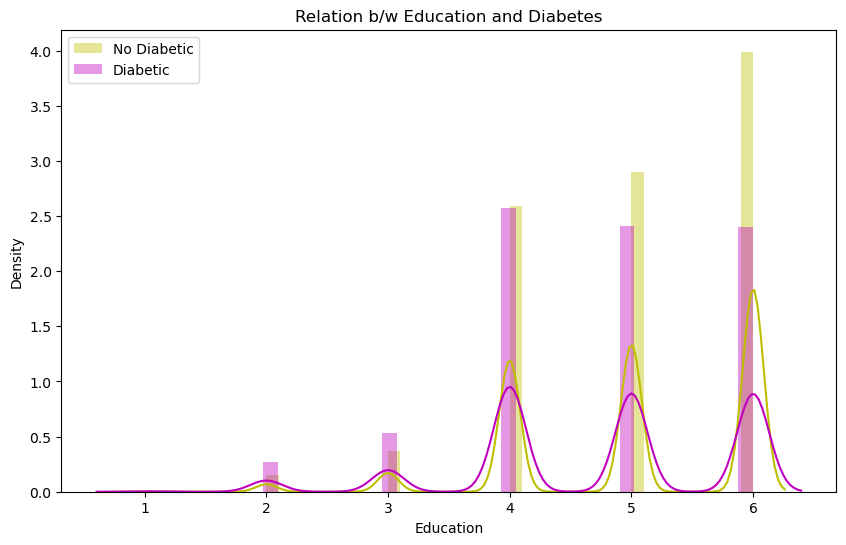 Relation b/w Education and Diabetes
No Diabetic
Diabetic
4.0
3.5
3.0
2.5
2.0
1.5
1.0
0.5
0.0
Density
1 2 3 4 5 6
Education